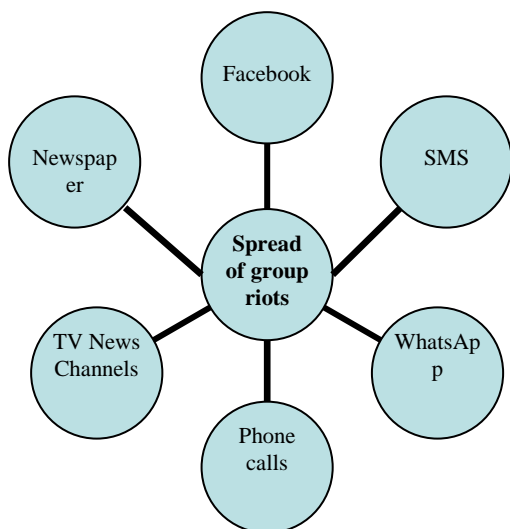 Facebook
Newspap
er
SMS
Spread
of group
riots
TV News
Channels
WhatsAp
p
Phone
calls